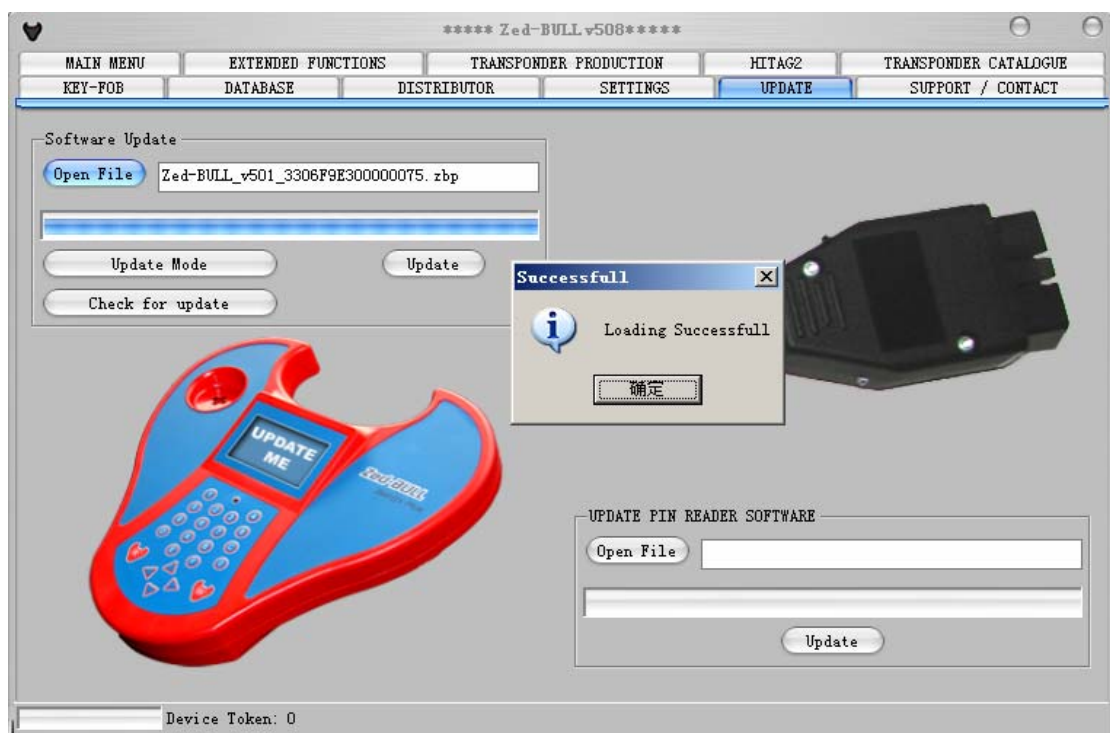 ***** Zed-BULL v508*****
MAIN MENU EXTENDED FUNCTIONS TRANSPONDER PRODUCTION HITAG2 TRANSPONDER CATALOGUE
KEY-FOB DATABASE DISTRIBUTOR SETTINGS UPDATE SUPPORT / CONTACT
Software Update
Open File Zed-BULL_v501_3306F9E300000075.zbp
Update Mode Update
Check for update
Successfull
Loading Successfull
确定
UPDATE
ME
Zed-BULL
UPDATE PIN READER SOFTWARE
Open File
Update
Device Token: 0